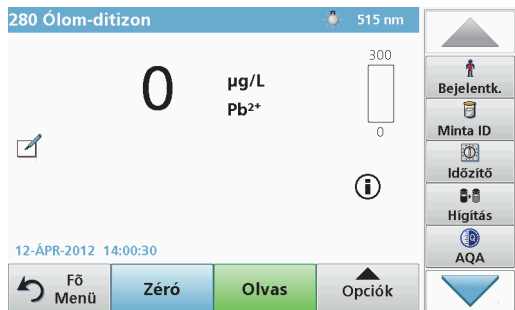 280 Ólom-ditizon 515 nm
300
0 µg/L
Pb²⁺
0
12-ÁPR-2012 14:00:30
Fõ
Menü
Zéró
Olvas
Opciók
Bejelentk.
Minta ID
Időzítő
Hígítás
AQA